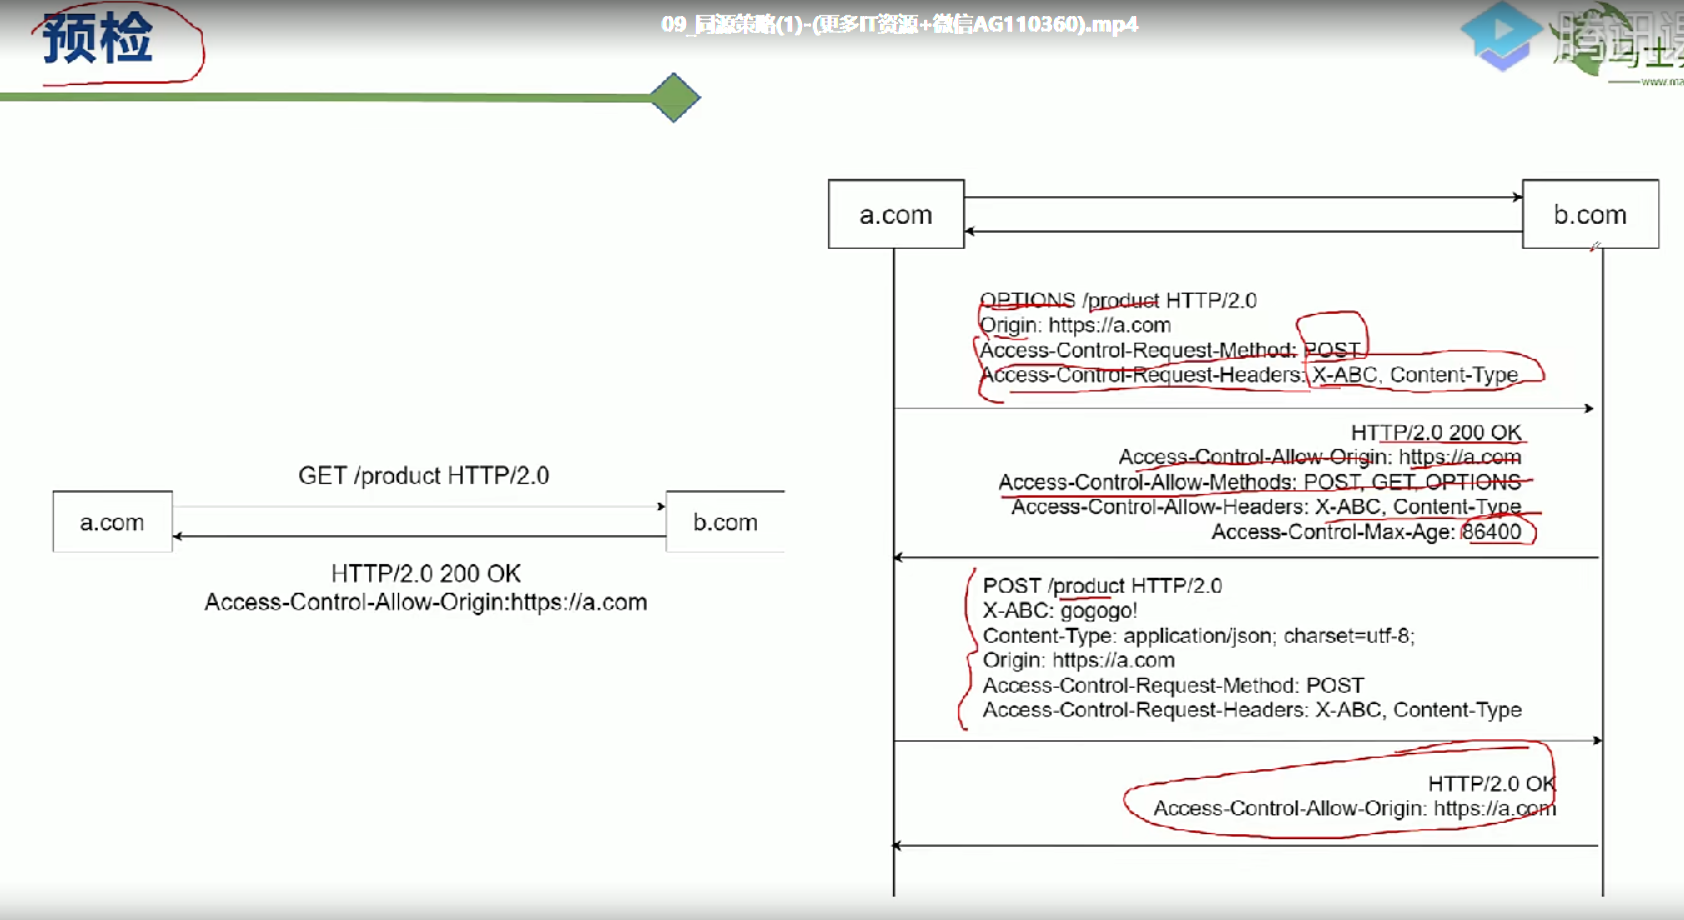 09_同源策略(1)-(更多IT资源+微信AG110360).mp4
预检
腾讯课
GET /product HTTP/2.0
a.com
b.com
HTTP/2.0 200 OK
Access-Control-Allow-Origin:https://a.com
a.com
b.com
OPTIONS /product HTTP/2.0
Origin: https://a.com
Access-Control-Request-Method: POST
Access-Control-Request-Headers: X-ABC, Content-Type
HTTP/2.0 200 OK
Access-Control-Allow-Origin: https://a.com
Access-Control-Allow-Methods: POST, GET, OPTIONS
Access-Control-Allow-Headers: X-ABC, Content-Type
Access-Control-Max-Age: 86400
POST /product HTTP/2.0
X-ABC: gogogo!
Content-Type: application/json; charset=utf-8;
Origin: https://a.com
Access-Control-Request-Method: POST
Access-Control-Request-Headers: X-ABC, Content-Type
HTTP/2.0 OK
Access-Control-Allow-Origin: https://a.com